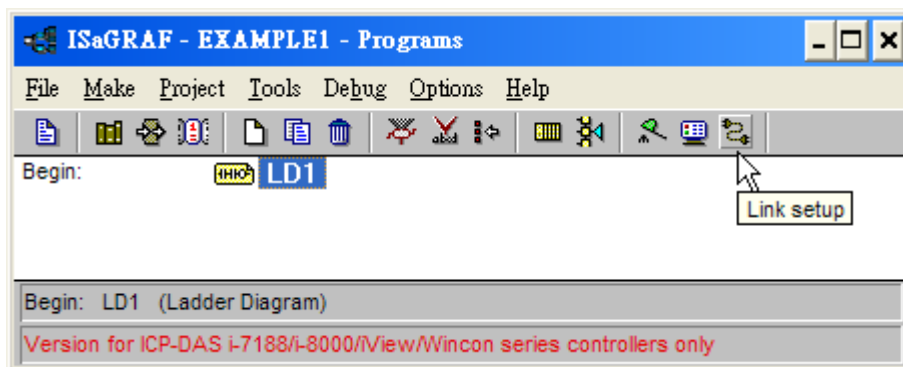 ISaGRAF - EXAMPLE1 - Programs
File Make Project Tools Debug Options Help
Begin: LD1
Link setup
Begin: LD1 (Ladder Diagram)
Version for ICP-DAS i-7188/i-8000/iView/Wincon series controllers only